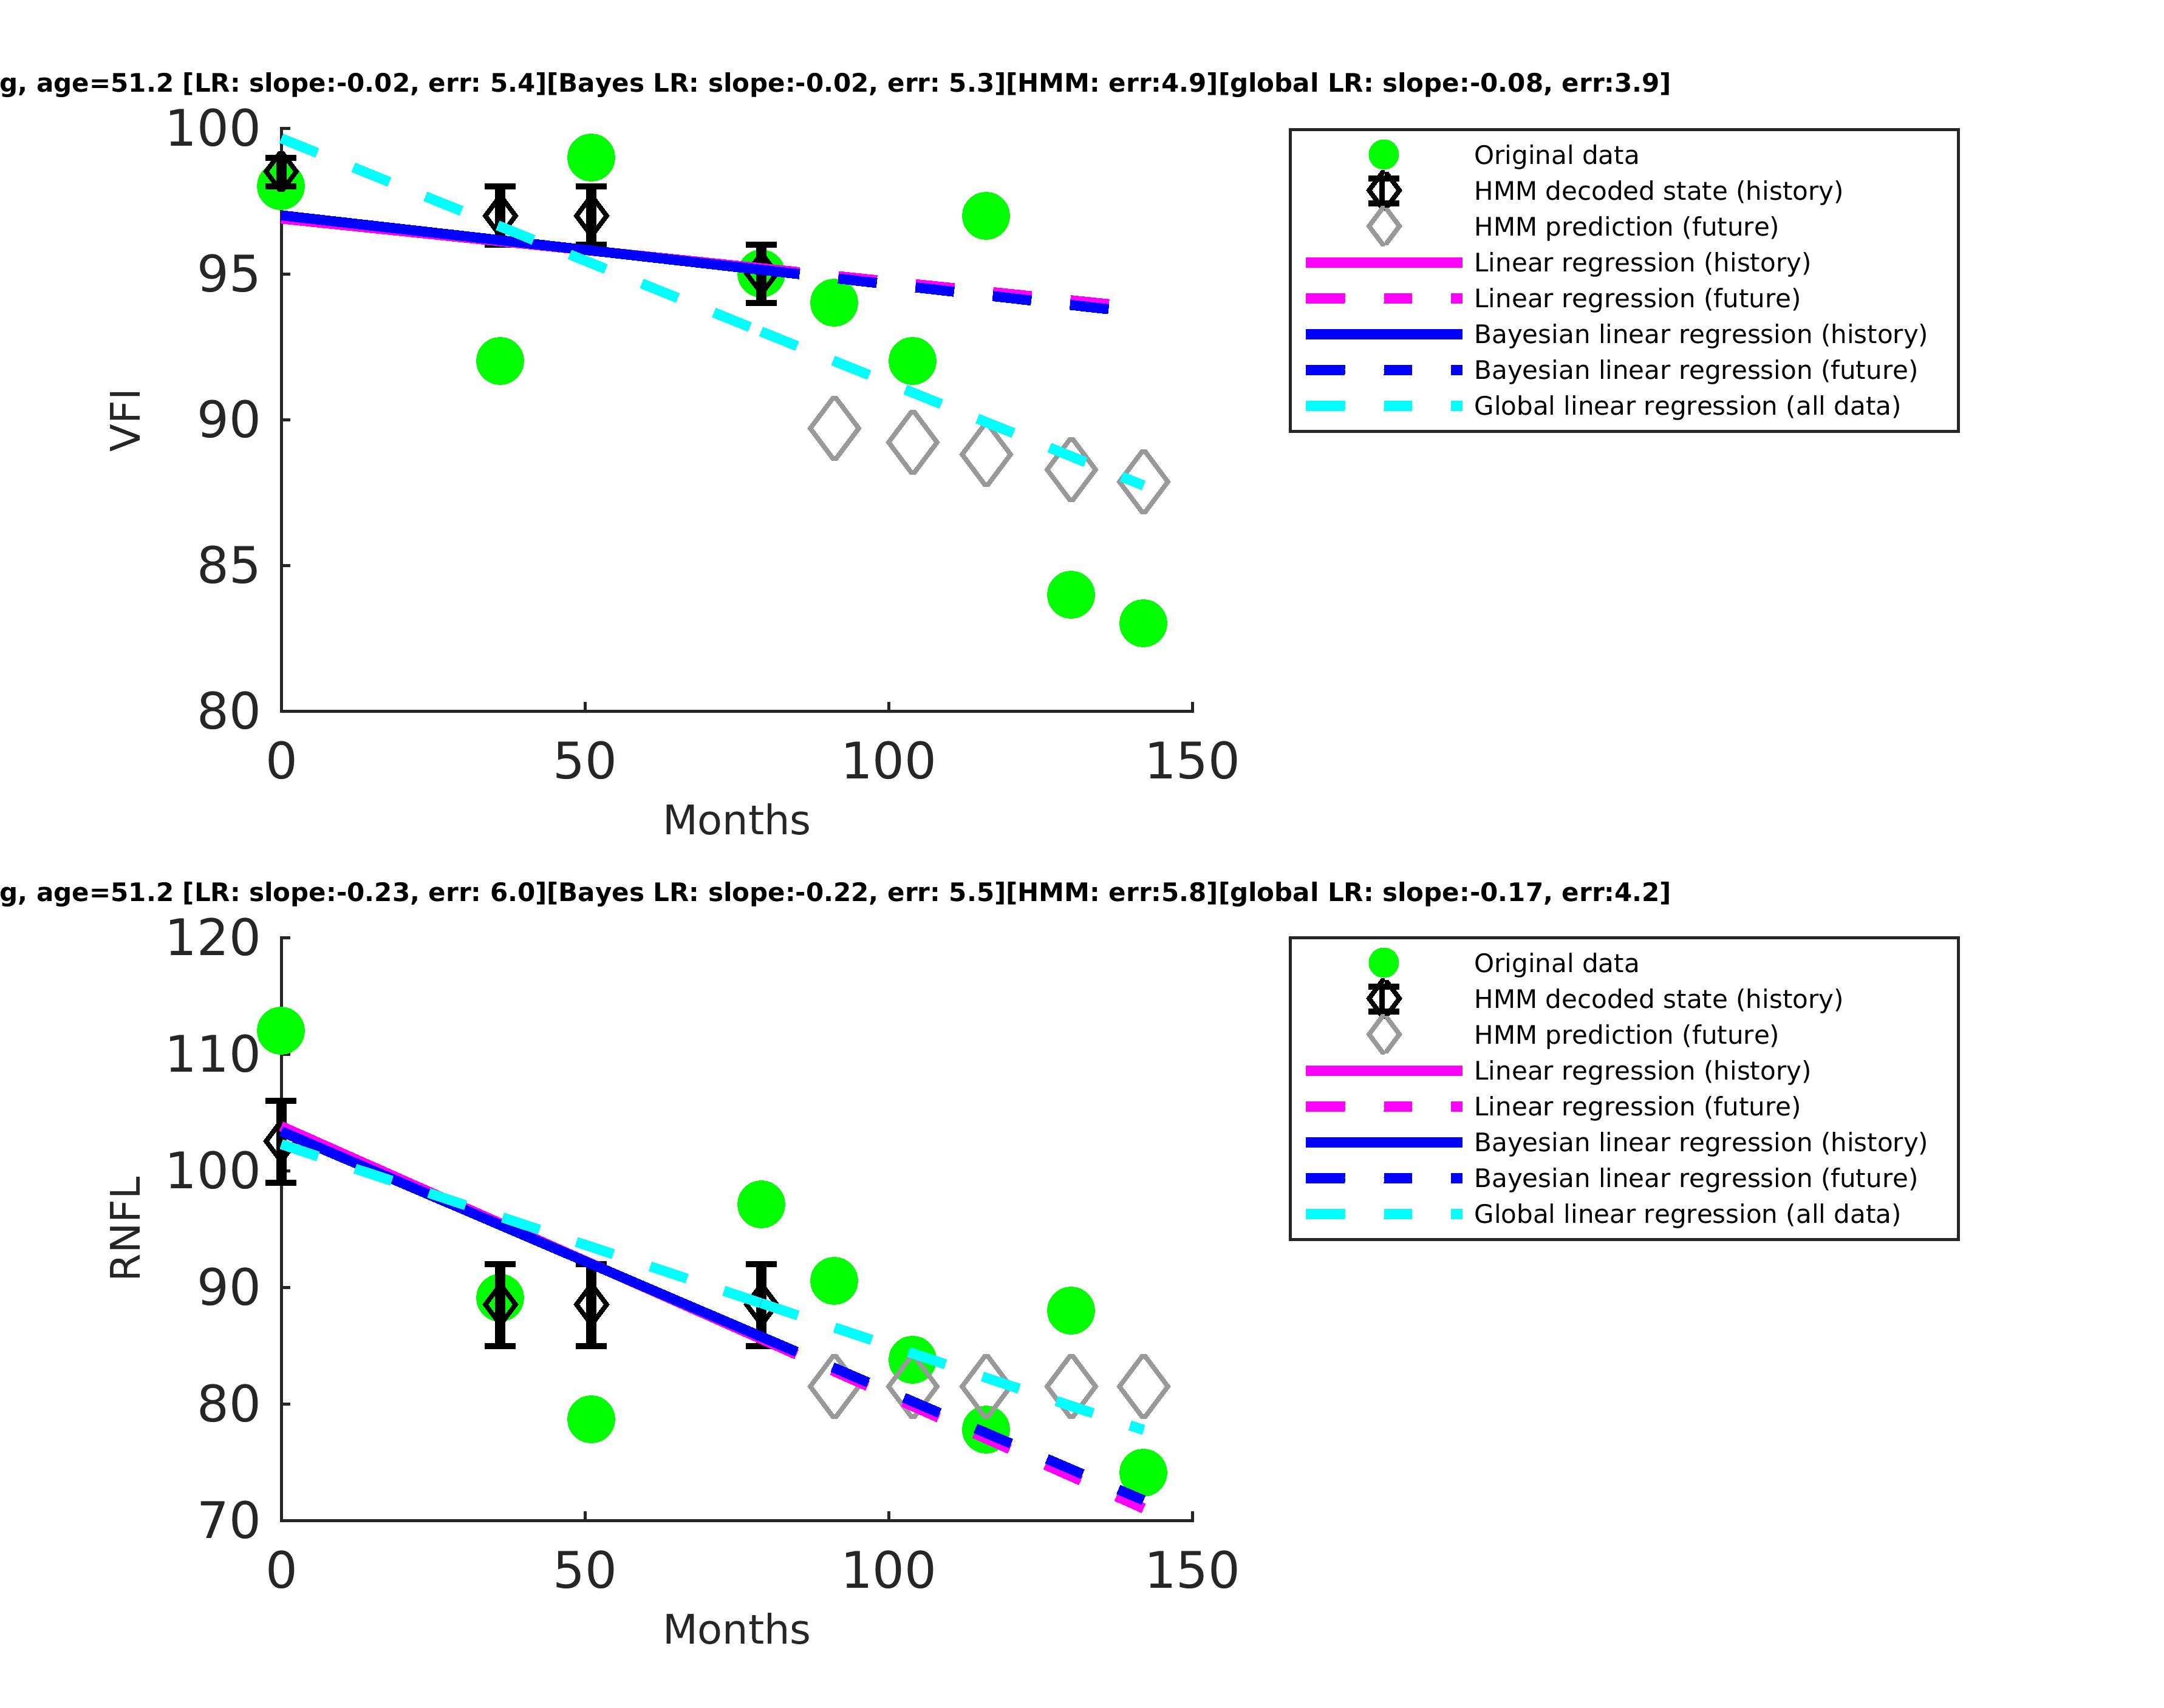 g, age=51.2 [LR: slope:-0.02, err: 5.4][Bayes LR: slope:-0.02, err: 5.3][HMM: err:4.9][global LR: slope:-0.08, err:3.9]
100
95
90
85
80
VFI
0 50 100 150
Months
Original data
HMM decoded state (history)
HMM prediction (future)
Linear regression (history)
Linear regression (future)
Bayesian linear regression (history)
Bayesian linear regression (future)
Global linear regression (all data)
g, age=51.2 [LR: slope:-0.23, err: 6.0][Bayes LR: slope:-0.22, err: 5.5][HMM: err:5.8][global LR: slope:-0.17, err:4.2]
120
110
100
90
80
70
RNFL
0 50 100 150
Months
Original data
HMM decoded state (history)
HMM prediction (future)
Linear regression (history)
Linear regression (future)
Bayesian linear regression (history)
Bayesian linear regression (future)
Global linear regression (all data)